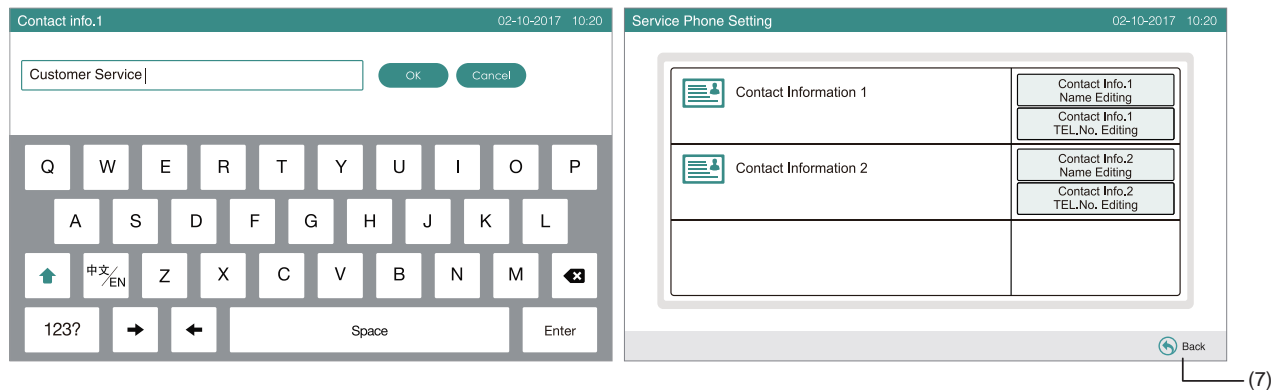 Contact info.1 02-10-2017 10:20
Customer Service
OK Cancel
Q W E R T Y U I O P
A S D F G H J K L
中文/EN Z X C V B N M
123? Space Enter
Service Phone Setting 02-10-2017 10:20
Contact Information 1
Contact Info.1
Name Editing
Contact Info.1
TEL.No. Editing
Contact Information 2
Contact Info.2
Name Editing
Contact Info.2
TEL.No. Editing
Back
(7)